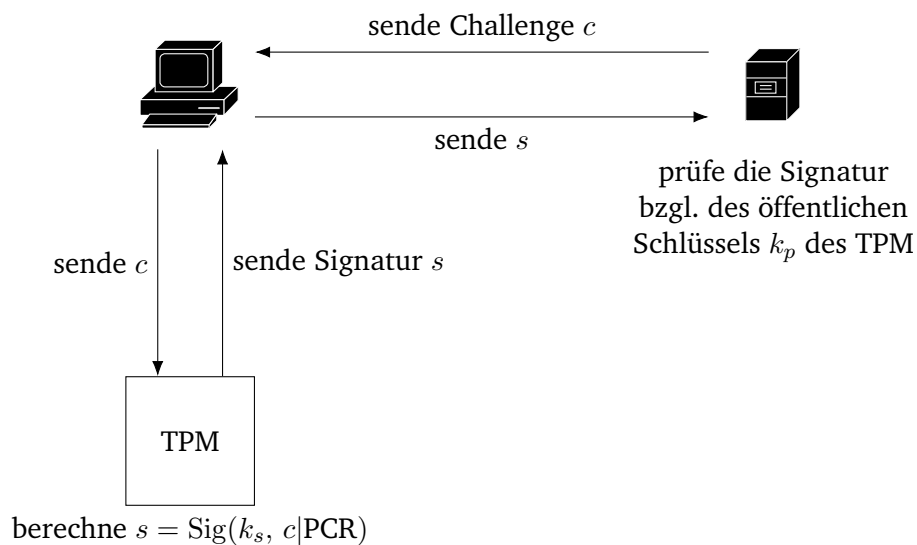 sende Challenge c
sende s
prüfe die Signatur
bzgl. des öffentlichen
Schlüssels k_p des TPM
sende c
sende Signatur s
TPM
berechne s = Sig(k_s, c|PCR)